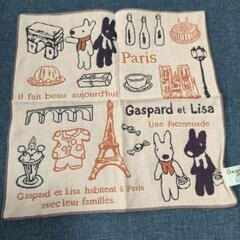 Paris
Il fait beau aujourd'hui
Gaspard et Lisa
Une Promenade
Gaspard et Lisa habitent à Paris
avec leur familles.